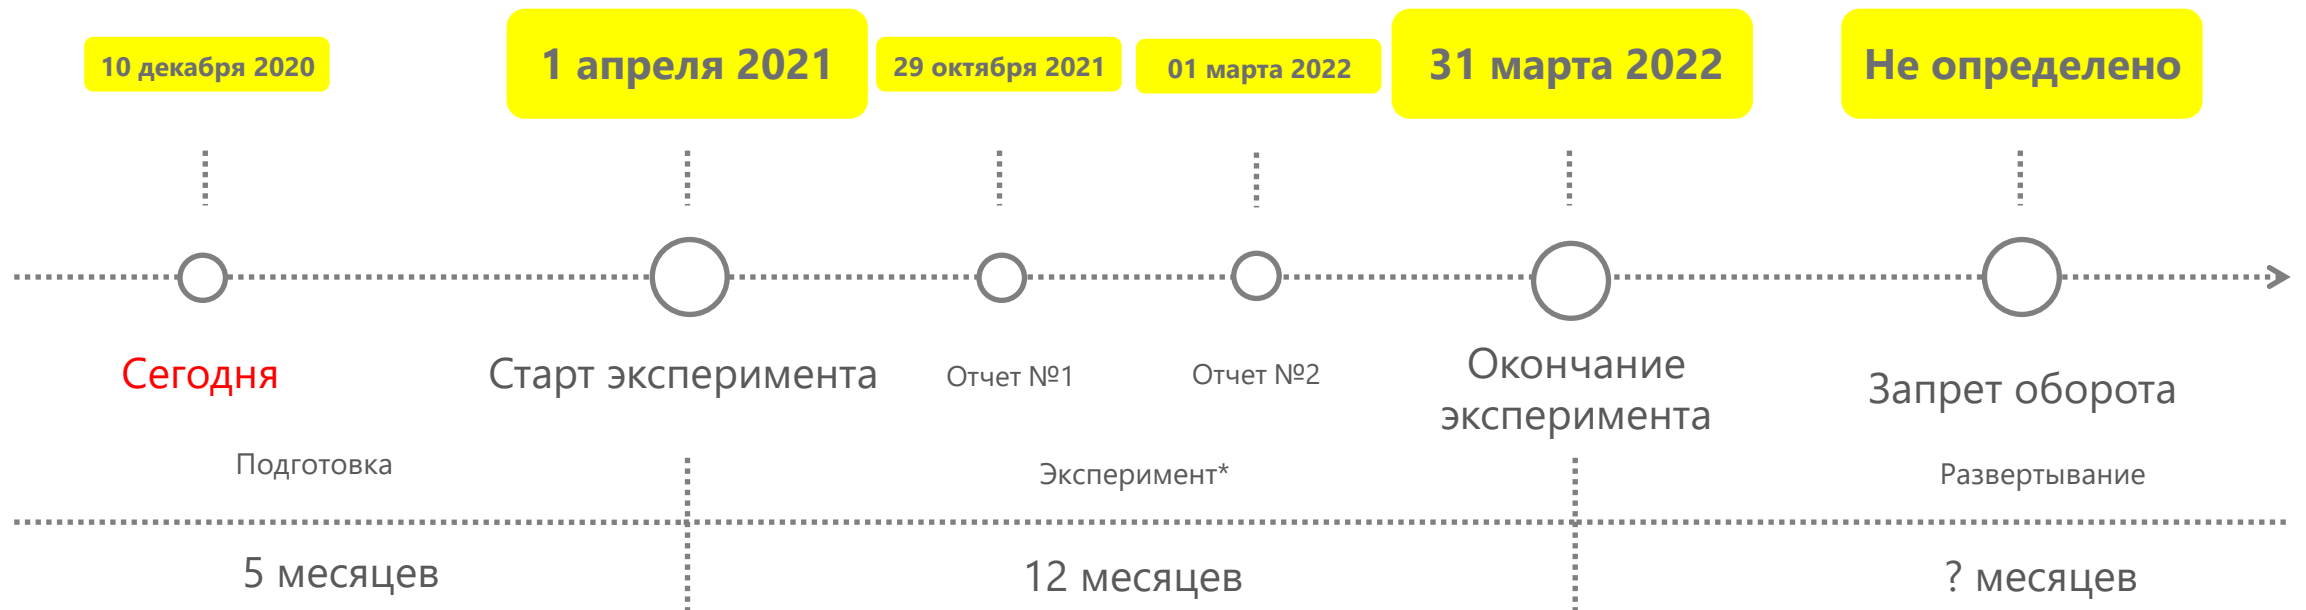 10 декабря 2020
1 апреля 2021
29 октября 2021
01 марта 2022
31 марта 2022
Не определено
Сегодня
Старт эксперимента
Отчет №1
Отчет №2
Окончание
эксперимента
Запрет оборота
Подготовка
Эксперимент*
Развертывание
5 месяцев
12 месяцев
? месяцев